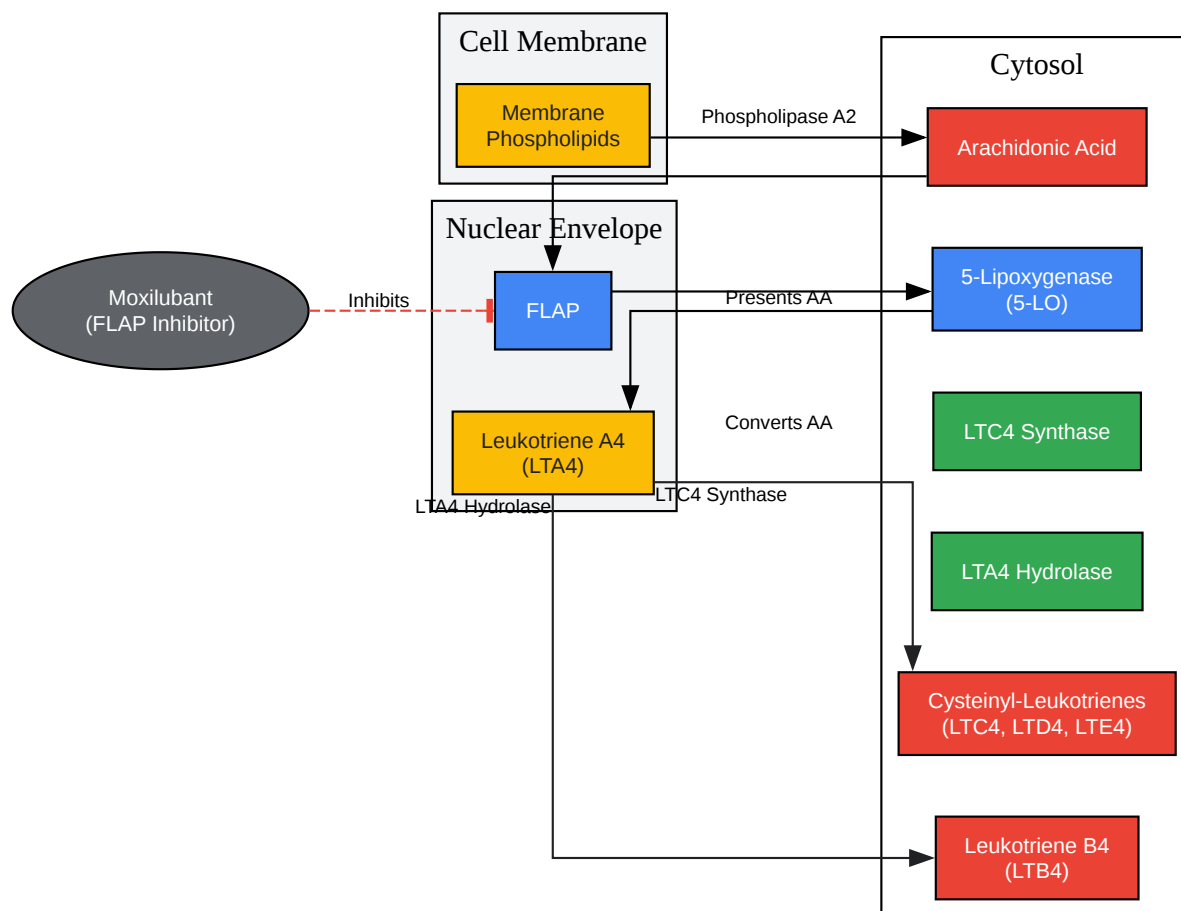 Cell Membrane
Cytosol
Membrane
Phospholipids
Phospholipase A2
Arachidonic Acid
Nuclear Envelope
Moxilubant
(FLAP Inhibitor)
Inhibits
FLAP
Presents AA
5-Lipoxygenase
(5-LO)
Leukotriene A4
(LTA4)
Converts AA
LTC4 Synthase
LTA4 Hydrolase
LTC4 Synthase
LTA4 Hydrolase
Cysteinyl-Leukotrienes
(LTC4, LTD4, LTE4)
Leukotriene B4
(LTB4)